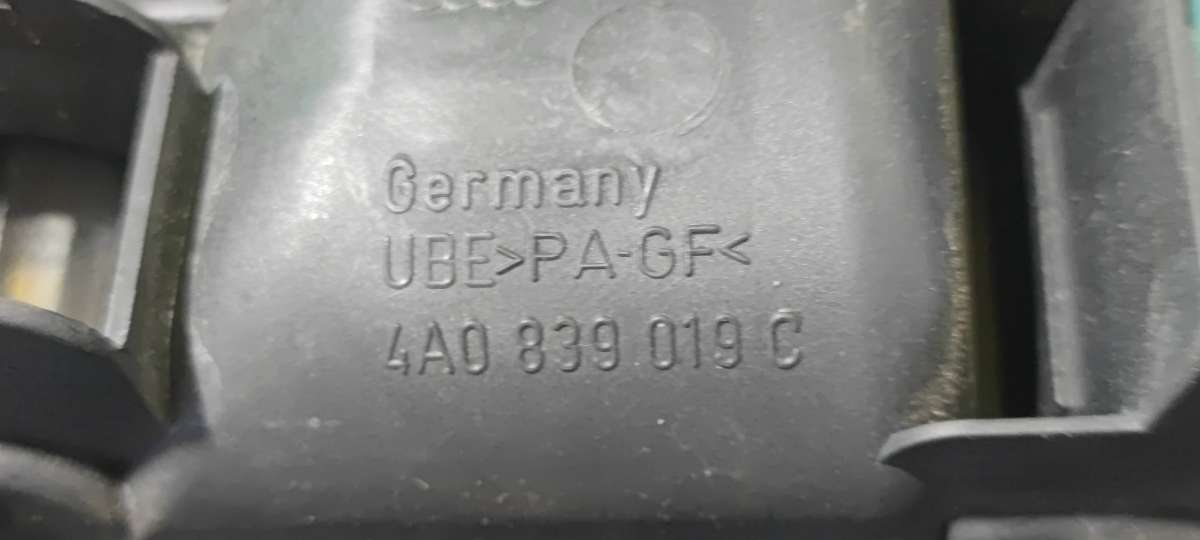 Germany
UBE>PA-GF<
4A0 839 019 C